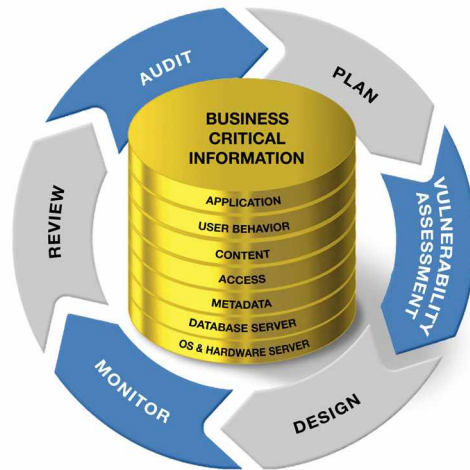 AUDIT
PLAN
VULNERABILITY
ASSESSMENT
DESIGN
MONITOR
REVIEW
BUSINESS
CRITICAL
INFORMATION
APPLICATION
USER BEHAVIOR
CONTENT
ACCESS
METADATA
DATABASE SERVER
OS & HARDWARE SERVER